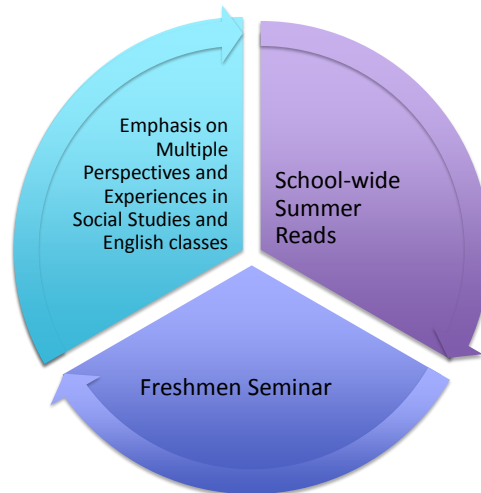 Emphasis on
Multiple
Perspectives and
Experiences in
Social Studies and
English classes
School-wide
Summer
Reads
Freshmen Seminar